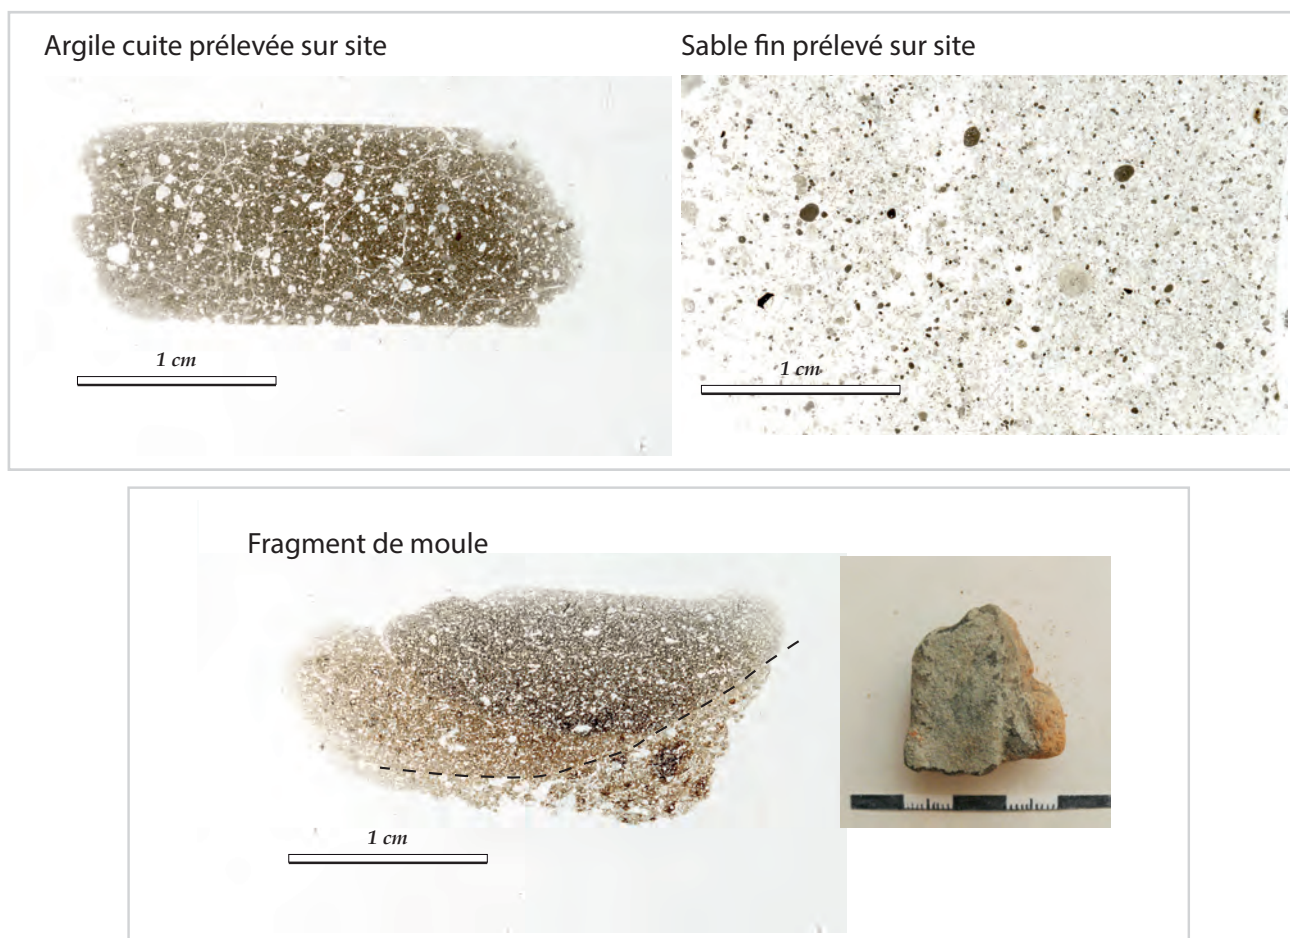 Argile cuite prélevée sur site
Sable fin prélevé sur site
1 cm
1 cm
Fragment de moule
1 cm